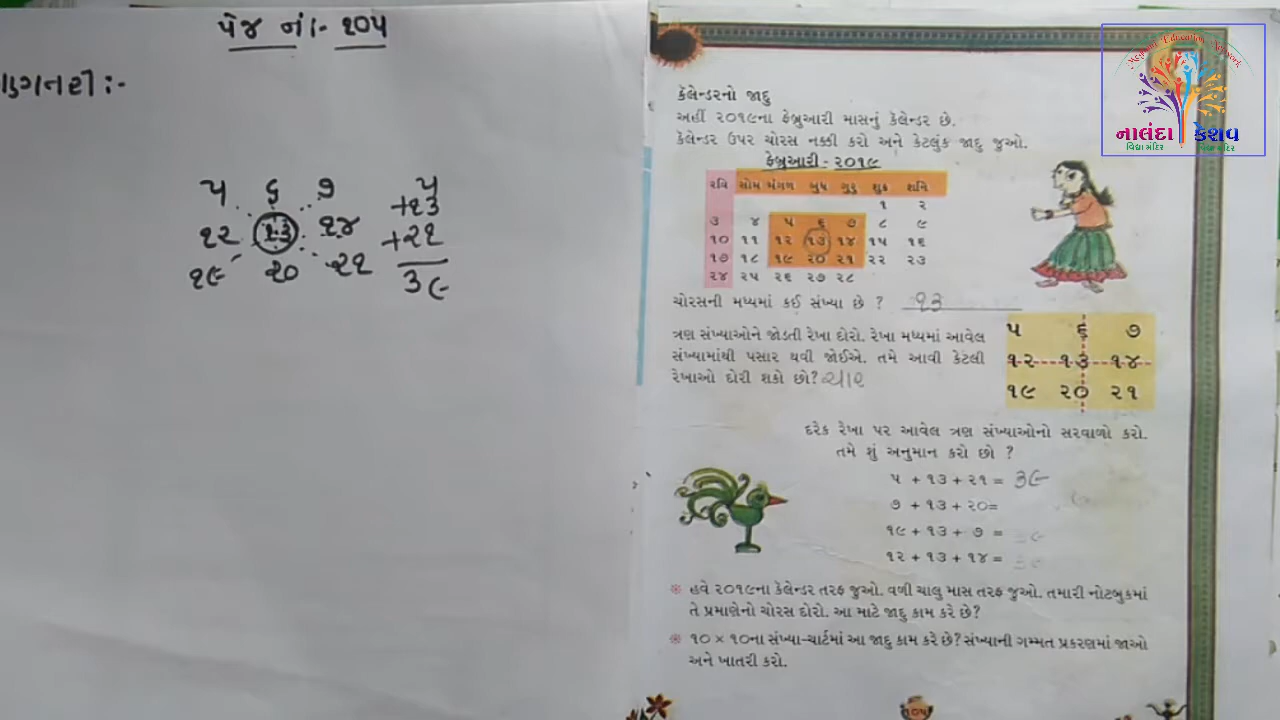 પેજ નં:- ૧૦૫
ગણતરી :-
૫ ૬ ૭
૧૨ ૧૩ ૧૪
૧૯ ૨૦ ૨૧
૫
+૧૩
+૨૧
૩૯
નાલંદા કેશવ
વિદ્યા મંદિર વિદ્યા મંદિર
કૅલેન્ડરનો જાદુ
અહીં ૨૦૧૯ના ફેબ્રુઆરી માસનું કૅલેન્ડર છે.
કૅલેન્ડર ઉપર ચોરસ નક્કી કરો અને કેટલુંક જાદુ જુઓ.
ફેબ્રુઆરી - ૨૦૧૯
રવિ સોમ મંગળ બુધ ગુરુ શુક્ર શનિ
૧ ૨
૩ ૪ ૫ ૬ ૭ ૮ ૯
૧૦ ૧૧ ૧૨ ૧૩ ૧૪ ૧૫ ૧૬
૧૭ ૧૮ ૧૯ ૨૦ ૨૧ ૨૨ ૨૩
૨૪ ૨૫ ૨૬ ૨૭ ૨૮
ચોરસની મધ્યમાં કઈ સંખ્યા છે ? ૧૩
ત્રણ સંખ્યાઓને જોડતી રેખા દોરો. રેખા મધ્યમાં આવેલ
સંખ્યામાંથી પસાર થવી જોઈએ. તમે આવી કેટલી
રેખાઓ દોરી શકો છો? ચાર
૫ ૬ ૭
૧૨ ૧૩ ૧૪
૧૯ ૨૦ ૨૧
દરેક રેખા પર આવેલ ત્રણ સંખ્યાઓનો સરવાળો કરો.
તમે શું અનુમાન કરો છો ?
૫ + ૧૩ + ૨૧ = ૩૯
૭ + ૧૩ + ૨૦=
૧૯ + ૧૩ + ૭ = ૩૯
૧૨ + ૧૩ + ૧૪ = ૩૯
હવે ૨૦૧૯ના કૅલેન્ડર તરફ જુઓ. વળી ચાલુ માસ તરફ જુઓ. તમારી નોટબુકમાં
તે પ્રમાણેનો ચોરસ દોરો. આ માટે જાદુ કામ કરે છે?
૧૦ × ૧૦ના સંખ્યા-ચાર્ટમાં આ જાદુ કામ કરે છે? સંખ્યાની ગમ્મત પ્રકરણમાં જાઓ
અને ખાતરી કરો.
૧૦૫